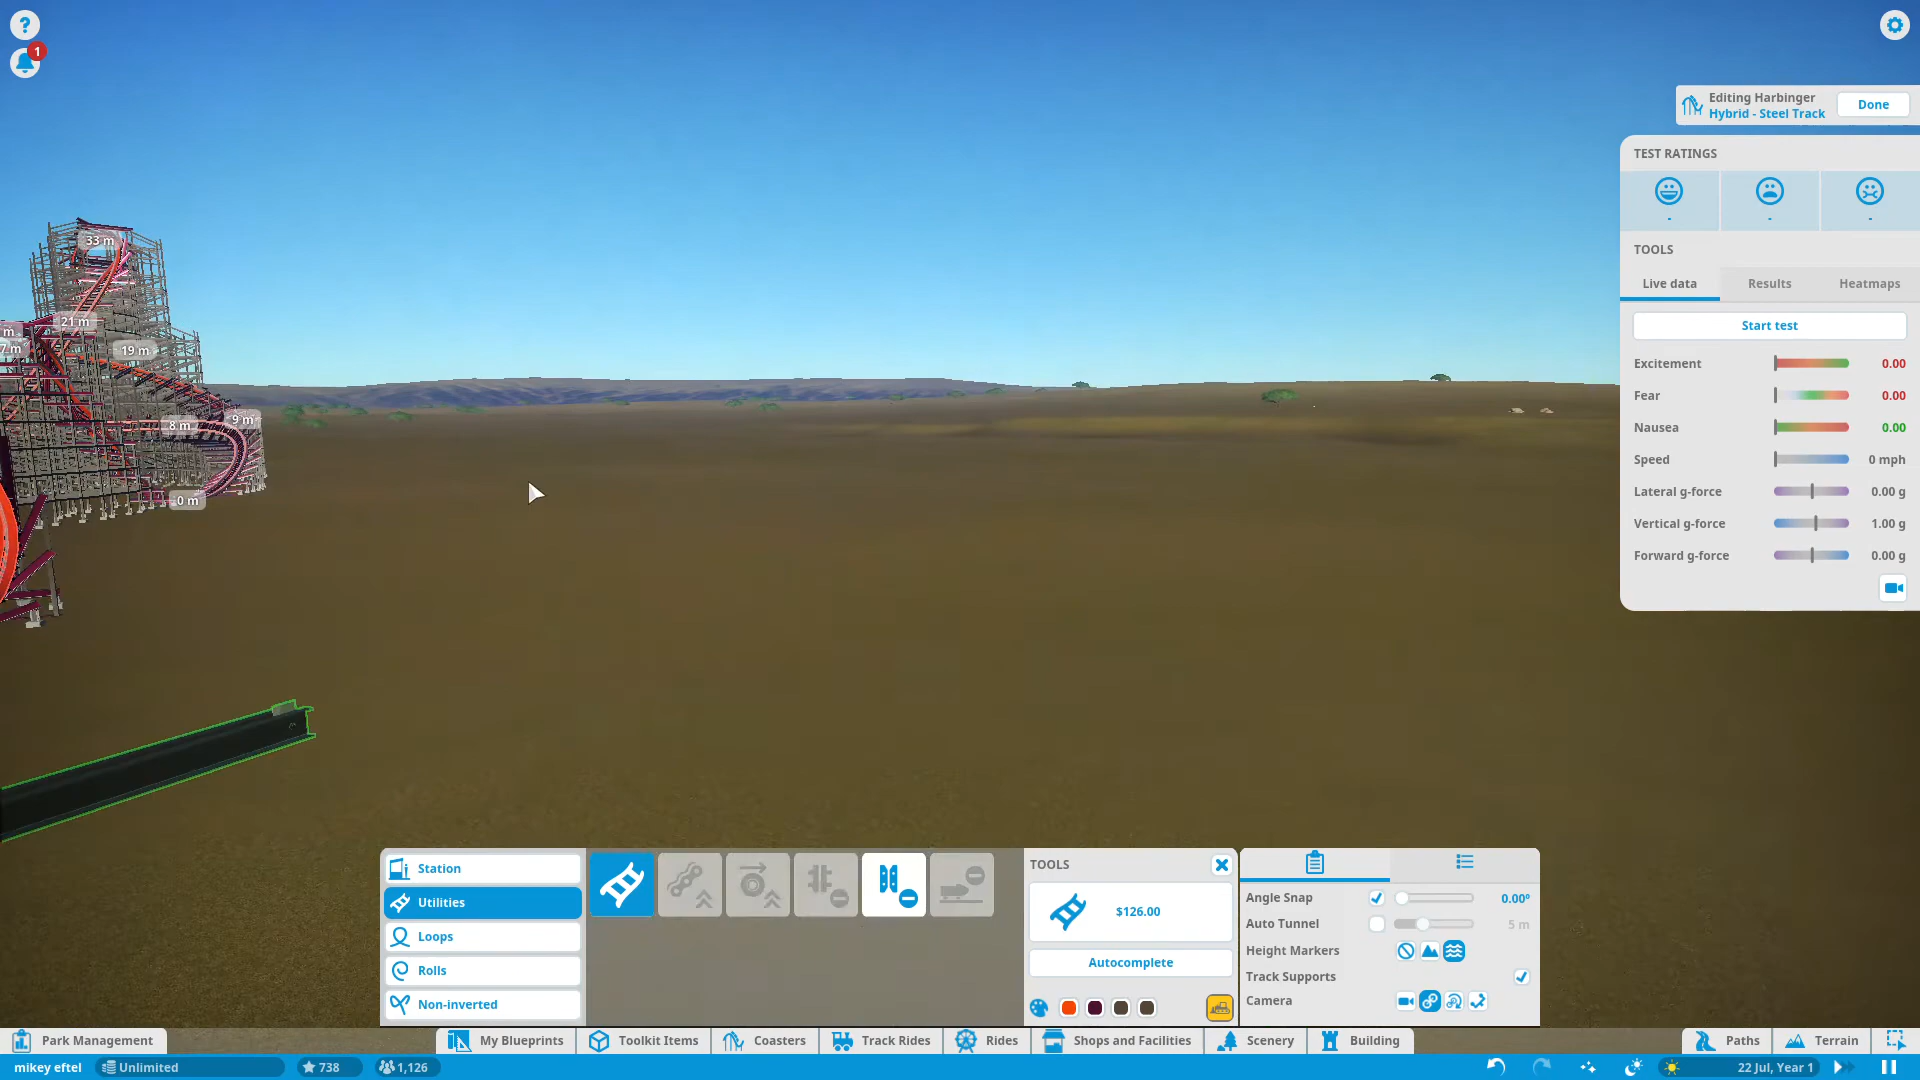 ?
1
Editing Harbinger
Hybrid - Steel Track
Done
TEST RATINGS
-
-
-
TOOLS
Live data
Results
Heatmaps
Start test
Excitement 0.00
Fear 0.00
Nausea 0.00
Speed 0 mph
Lateral g-force 0.00 g
Vertical g-force 1.00 g
Forward g-force 0.00 g
33 m
21 m
m
7 m
19 m
9 m
8 m
0 m
Station
Utilities
Loops
Rolls
Non-inverted
TOOLS
$126.00
Autocomplete
Angle Snap 0.00°
Auto Tunnel 5 m
Height Markers
Track Supports
Camera
Park Management
My Blueprints
Toolkit Items
Coasters
Track Rides
Rides
Shops and Facilities
Scenery
Building
Paths
Terrain
mikey eftel
Unlimited
738
1,126
22 Jul, Year 1